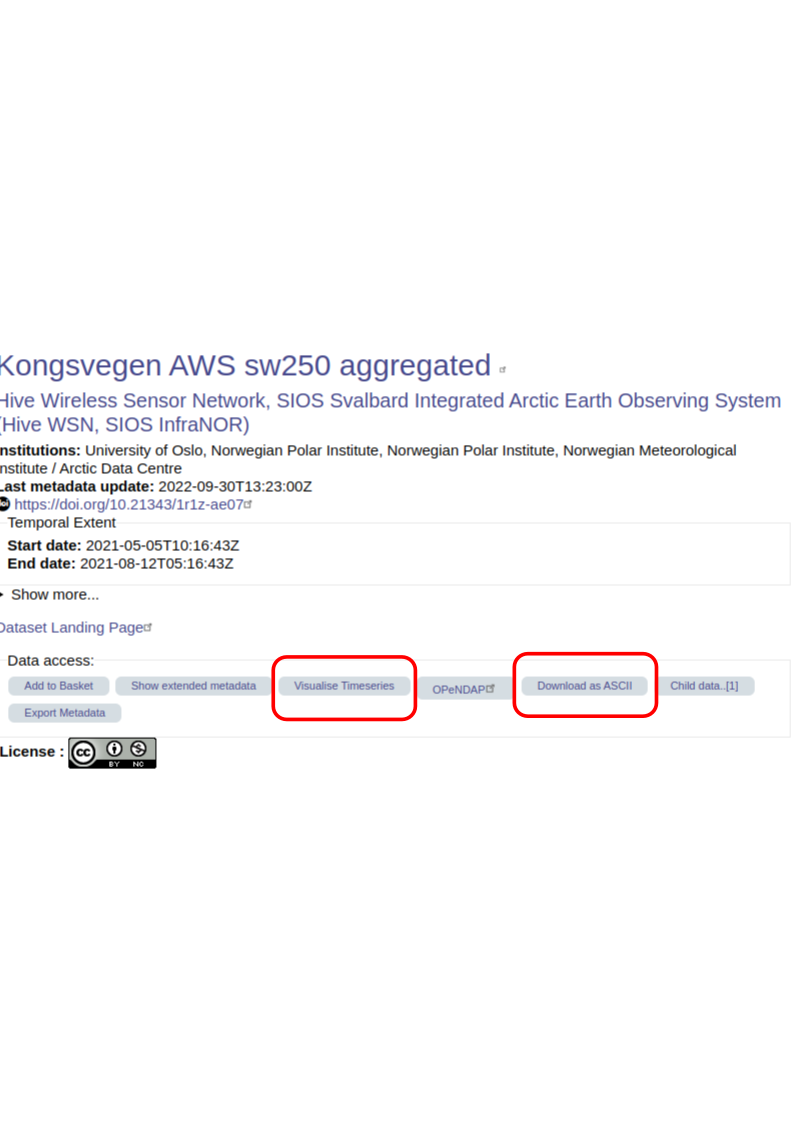 Kongsvegen AWS sw250 aggregated
Hive Wireless Sensor Network, SIOS Svalbard Integrated Arctic Earth Observing System
(Hive WSN, SIOS InfraNOR)
nstitutions: University of Oslo, Norwegian Polar Institute, Norwegian Polar Institute, Norwegian Meteorological
nstitute / Arctic Data Centre
Last metadata update: 2022-09-30T13:23:00Z
doi https://doi.org/10.21343/1r1z-ae07
Temporal Extent
Start date: 2021-05-05T10:16:43Z
End date: 2021-08-12T05:16:43Z
Show more...
Dataset Landing Page
Data access:
Add to Basket Show extended metadata Visualise Timeseries OPeNDAP Download as ASCII Child data..[1]
Export Metadata
License : cc BY NC